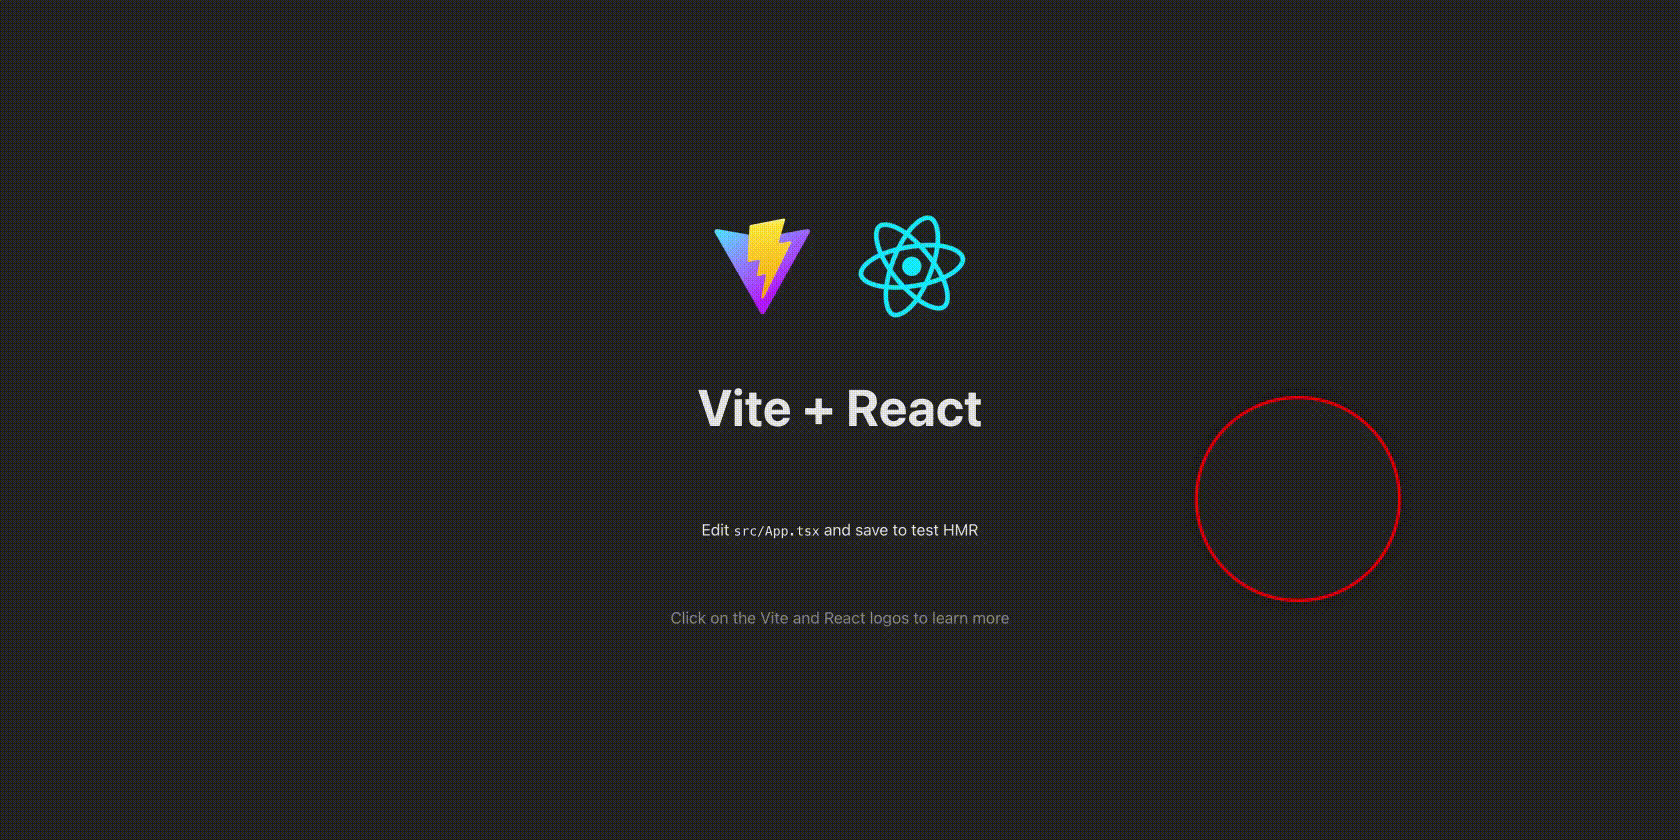 Vite + React
Edit src/App.tsx and save to test HMR
Click on the Vite and React logos to learn more